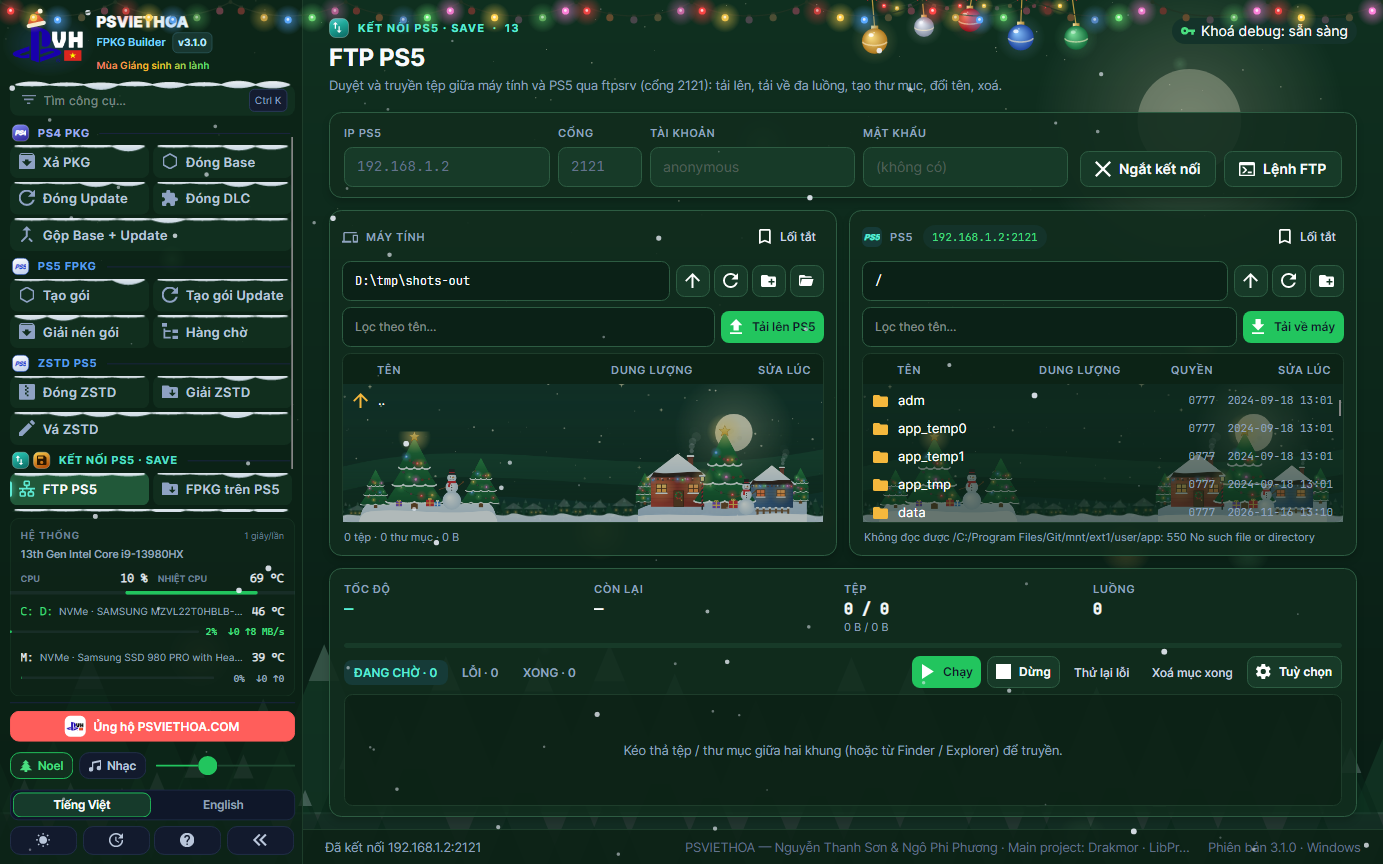 PSVIETHOA
FPKG Builder v3.1.0
Mùa Giáng sinh an lành
VH
Tìm công cụ... Ctrl K
PS4 PKG
Xả PKG
Đóng Base
Đóng Update
Đóng DLC
Gộp Base + Update
PS5 FPKG
Tạo gói
Tạo gói Update
Giải nén gói
Hàng chờ
ZSTD PS5
Đóng ZSTD
Giải ZSTD
Vá ZSTD
KẾT NỐI PS5 · SAVE
FTP PS5
FPKG trên PS5
HỆ THỐNG 1 giây/lần
13th Gen Intel Core i9-13980HX
CPU 10 % NHIỆT CPU 69 °C
C: D: NVMe · SAMSUNG MZVL22T0HBLB-... 46 °C
2% ↓0 ↑8 MB/s
M: NVMe · Samsung SSD 980 PRO with Hea... 39 °C
0% ↓0 ↑0
Ủng hộ PSVIETHOA.COM
Noel
Nhạc
Tiếng Việt
English
KẾT NỐI PS5 · SAVE · 13
Khoá debug: sẵn sàng
FTP PS5
Duyệt và truyền tệp giữa máy tính và PS5 qua ftpsrv (cổng 2121): tải lên, tải về đa luồng, tạo thư mục, đổi tên, xoá.
IP PS5 CỔNG TÀI KHOẢN MẬT KHẨU
192.168.1.2 2121 anonymous (không có) Ngắt kết nối Lệnh FTP
MÁY TÍNH Lối tắt
D:\tmp\shots-out
Lọc theo tên... Tải lên PS5
TÊN DUNG LƯỢNG SỬA LÚC
..
0 tệp · 0 thư mục · 0 B
PS5 PS5 192.168.1.2:2121 Lối tắt
/
Lọc theo tên... Tải về máy
TÊN DUNG LƯỢNG QUYỀN SỬA LÚC
adm 0777 2024-09-18 13:01
app_temp0 0777 2024-09-18 13:01
app_temp1 0777 2024-09-18 13:01
app_tmp 0777 2024-09-18 13:01
data 0777 2026-11-16 13:10
Không đọc được /C:/Program Files/Git/mnt/ext1/user/app: 550 No such file or directory
TỐC ĐỘ CÒN LẠI TỆP LUỒNG
— — 0 / 0 0
0 B / 0 B
ĐANG CHỜ · 0 LỖI · 0 XONG · 0 Chạy Dừng Thử lại lỗi Xoá mục xong Tuỳ chọn
Kéo thả tệp / thư mục giữa hai khung (hoặc từ Finder / Explorer) để truyền.
Đã kết nối 192.168.1.2:2121 PSVIETHOA — Nguyễn Thanh Sơn & Ngô Phi Phương · Main project: Drakmor · LibPr... Phiên bản 3.1.0 · Windows